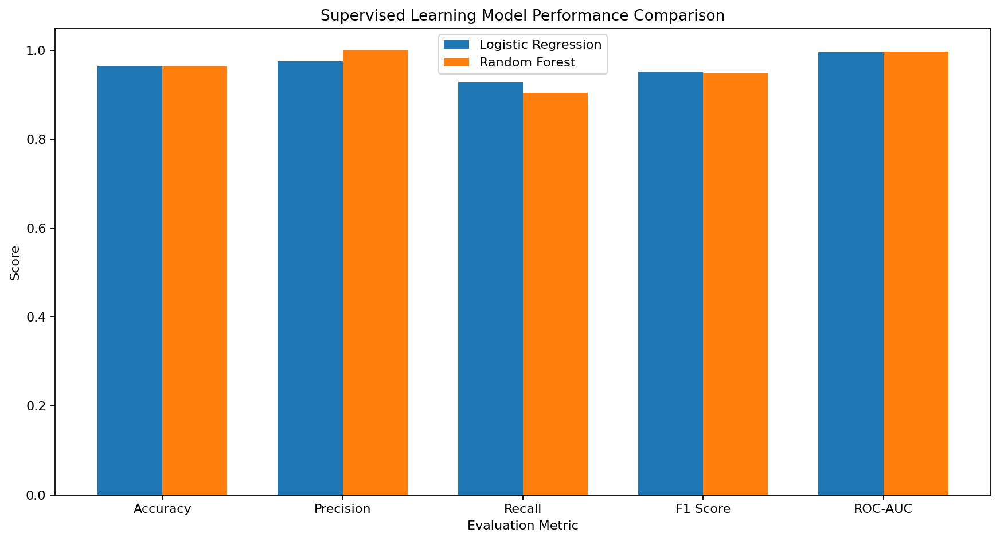 Supervised Learning Model Performance Comparison
Logistic Regression
Random Forest
1.0
0.8
0.6
0.4
0.2
0.0
Score
Accuracy Precision Recall F1 Score ROC-AUC
Evaluation Metric